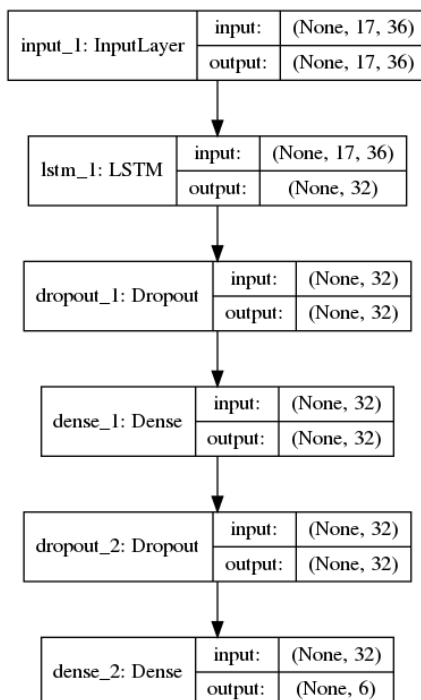 input_1: InputLayer
input: (None, 17, 36)
output: (None, 17, 36)
lstm_1: LSTM
input: (None, 17, 36)
output: (None, 32)
dropout_1: Dropout
input: (None, 32)
output: (None, 32)
dense_1: Dense
input: (None, 32)
output: (None, 32)
dropout_2: Dropout
input: (None, 32)
output: (None, 32)
dense_2: Dense
input: (None, 32)
output: (None, 6)